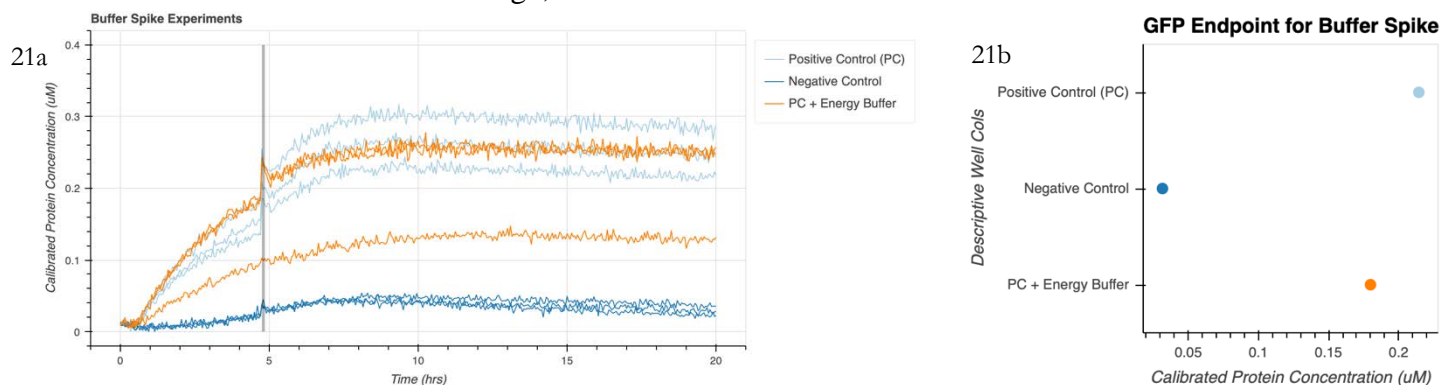 Buffer Spike Experiments
21a
0.4
0.3
0.2
0.1
0
Calibrated Protein Concentration (uM)
0 5 10 15 20
Time (hrs)
Positive Control (PC)
Negative Control
PC + Energy Buffer
GFP Endpoint for Buffer Spike
21b
Positive Control (PC)
Negative Control
PC + Energy Buffer
Descriptive Well Cols
0.05 0.1 0.15 0.2
Calibrated Protein Concentration (uM)